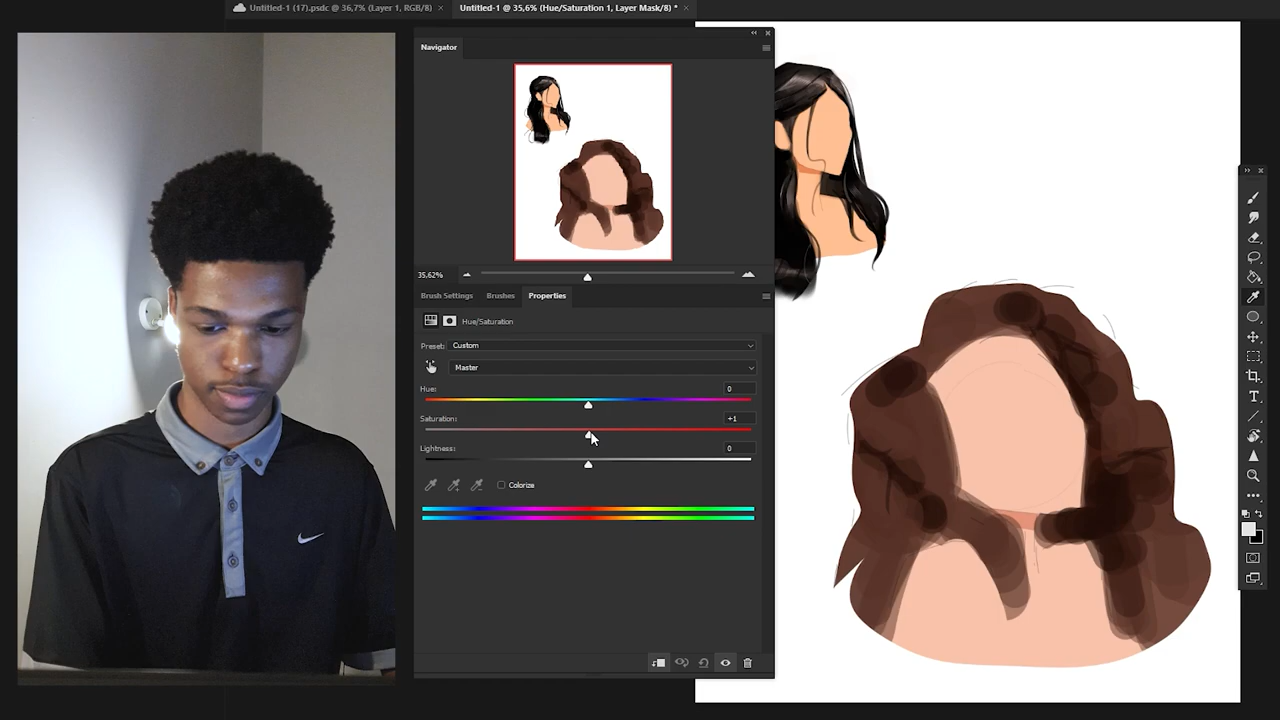 Untitled-1 (17).psdc @ 36,7% (Layer 1, RGB/8) ×
Untitled-1 @ 35,6% (Hue/Saturation 1, Layer Mask/8) * ×
Navigator
35,62%
Brush Settings
Brushes
Properties
Hue/Saturation
Preset: Custom
Master
Hue: 0
Saturation: +1
Lightness: 0
Colorize